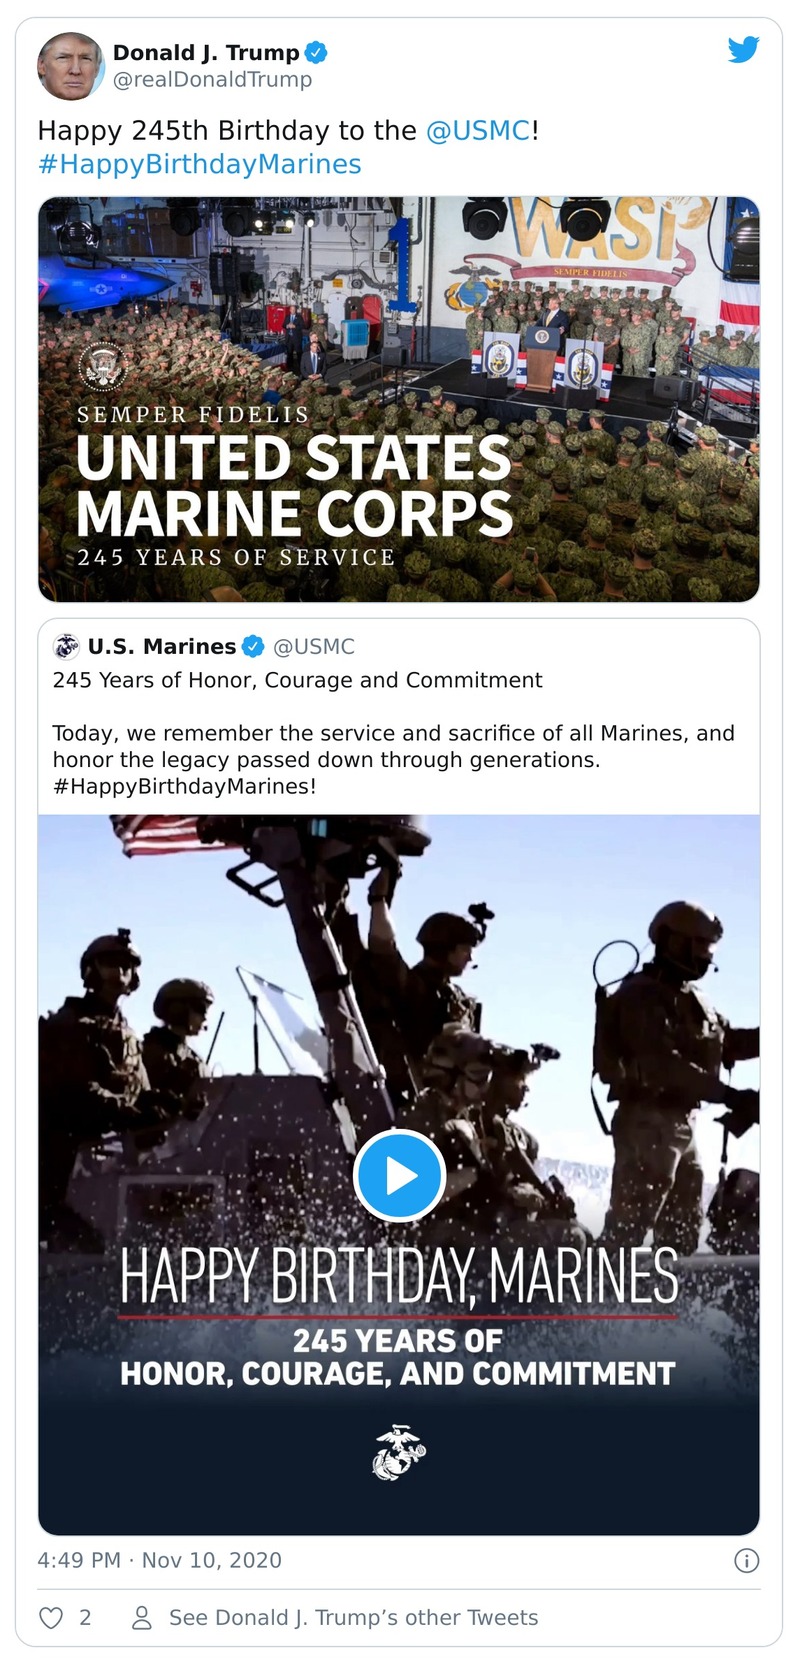 Donald J. Trump
@realDonaldTrump
Happy 245th Birthday to the @USMC!
#HappyBirthdayMarines
WASP
SEMPER FIDELIS
1
SEMPER FIDELIS
UNITED STATES
MARINE CORPS
245 YEARS OF SERVICE
U.S. Marines @USMC
245 Years of Honor, Courage and Commitment
Today, we remember the service and sacrifice of all Marines, and
honor the legacy passed down through generations.
#HappyBirthdayMarines!
HAPPY BIRTHDAY, MARINES
245 YEARS OF
HONOR, COURAGE, AND COMMITMENT
4:49 PM · Nov 10, 2020
2
See Donald J. Trump’s other Tweets